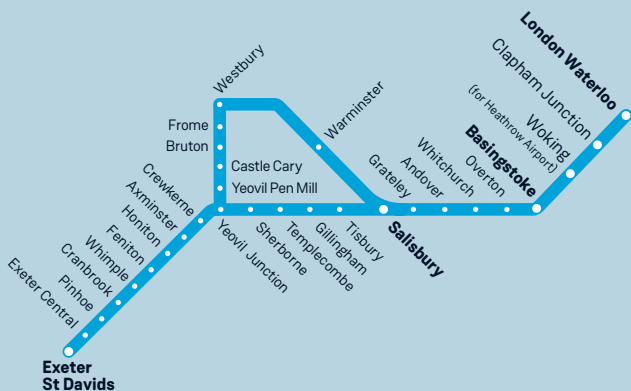 London Waterloo
Clapham Junction
Woking
(for Heathrow Airport)
Basingstoke
Overton
Whitchurch
Andover
Grateley
Salisbury
Warminster
Westbury
Frome
Bruton
Castle Cary
Yeovil Pen Mill
Tisbury
Gillingham
Templecombe
Sherborne
Yeovil Junction
Crewkerne
Axminster
Honiton
Feniton
Whimple
Cranbrook
Pinhoe
Exeter Central
Exeter
St Davids